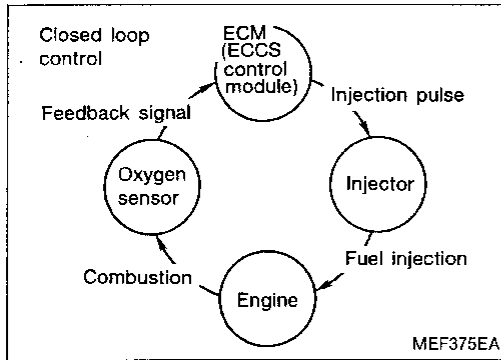 Closed loop
control
ECM
(ECCS
control
module)
Injection pulse
Feedback signal
Oxygen
sensor
Injector
Fuel injection
Combustion
Engine
MEF375EA